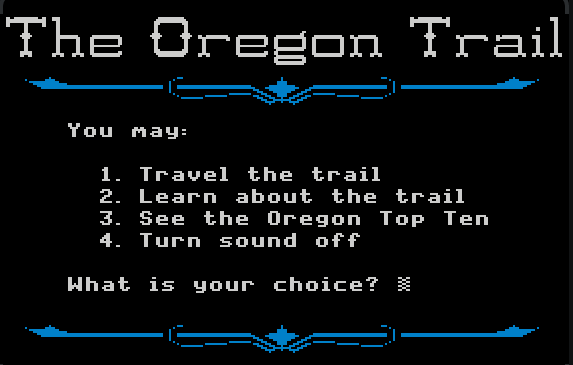 The Oregon Trail
You may:
1. Travel the trail
2. Learn about the trail
3. See the Oregon Top Ten
4. Turn sound off
What is your choice?